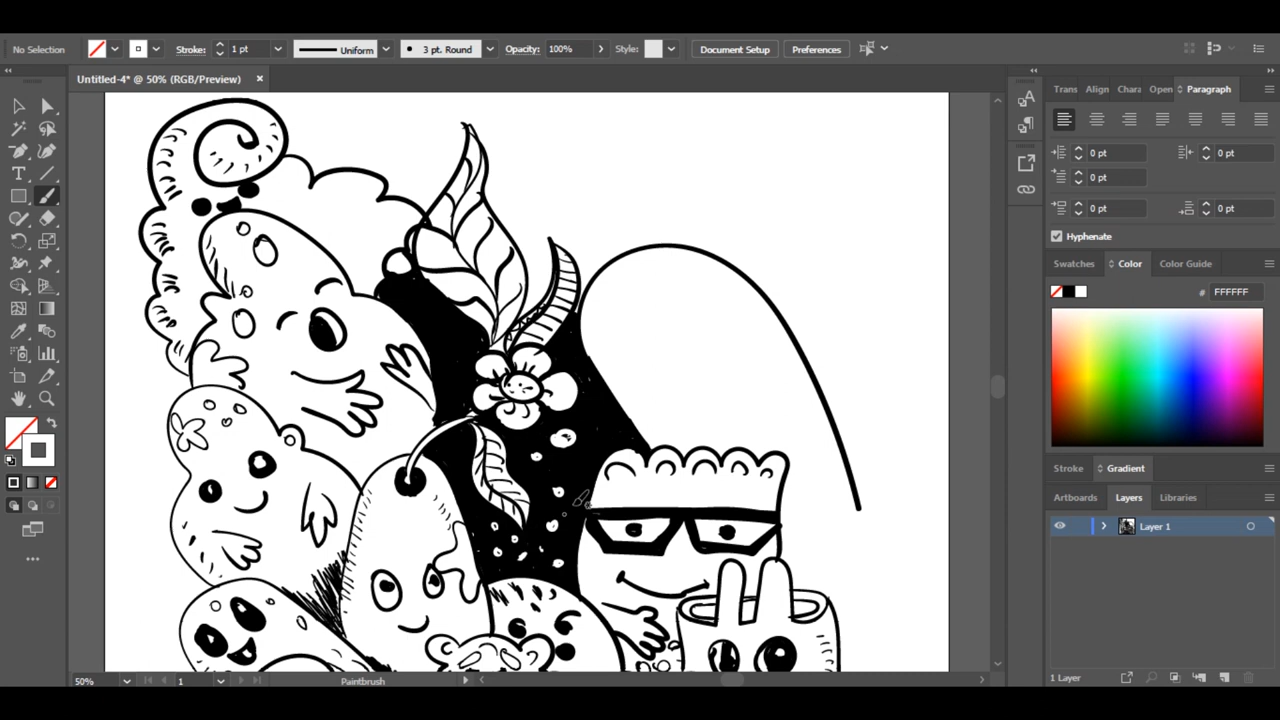 No Selection
Stroke: 1 pt Uniform 3 pt. Round Opacity: 100% Style: Document Setup Preferences
Untitled-4* @ 50% (RGB/Preview)
Trans Align Chara Open Paragraph
0 pt 0 pt
0 pt
0 pt 0 pt
Hyphenate
Swatches Color Color Guide
# FFFFFF
Stroke Gradient
Artboards Layers Libraries
Layer 1
50% 1 Paintbrush
1 Layer